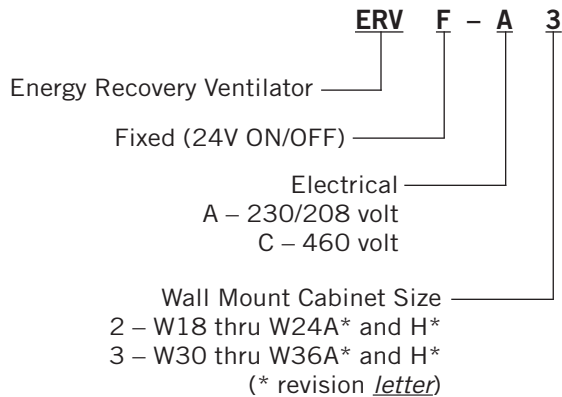 ERV F – A 3
Energy Recovery Ventilator
Fixed (24V ON/OFF)
Electrical
A – 230/208 volt
C – 460 volt
Wall Mount Cabinet Size
2 – W18 thru W24A* and H*
3 – W30 thru W36A* and H*
(* revision letter)